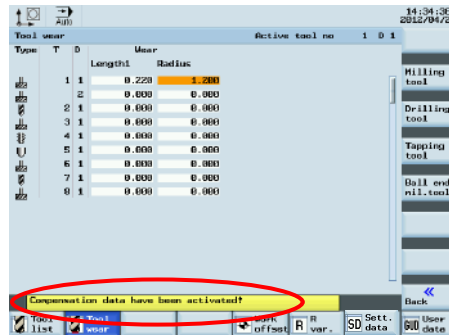 Auto
14:34:36
2012/04/2
Tool wear Active tool no 1 D 1
Type T D Wear
Length1 Radius
1 1 0.220 1.200
2 0.000 0.000
2 1 0.000 0.000
3 1 0.000 0.000
4 1 0.000 0.000
5 1 0.000 0.000
6 1 0.000 0.000
7 1 0.000 0.000
8 1 0.000 0.000
Milling
tool
Drilling
tool
Tapping
tool
Ball end
mil.tool
«
Back
Compensation data have been activated!
Tool
list
Tool
wear
Work
offset
R R
var.
SD Sett.
data
GUD User
data